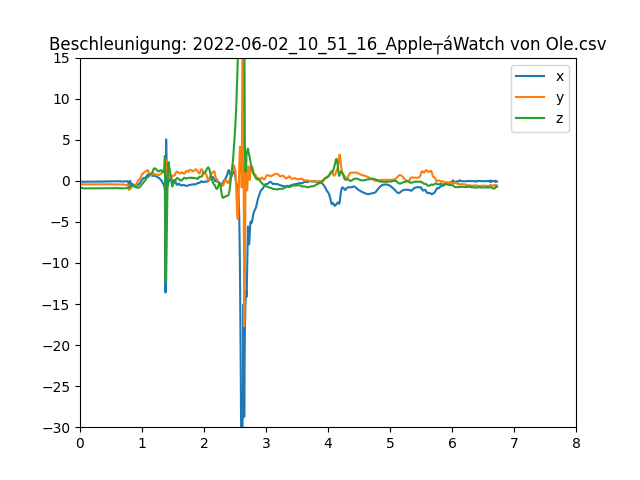 Beschleunigung: 2022-06-02_10_51_16_Apple┬áWatch von Ole.csv
15
10
5
0
−5
−10
−15
−20
−25
−30
0 1 2 3 4 5 6 7 8
x
y
z